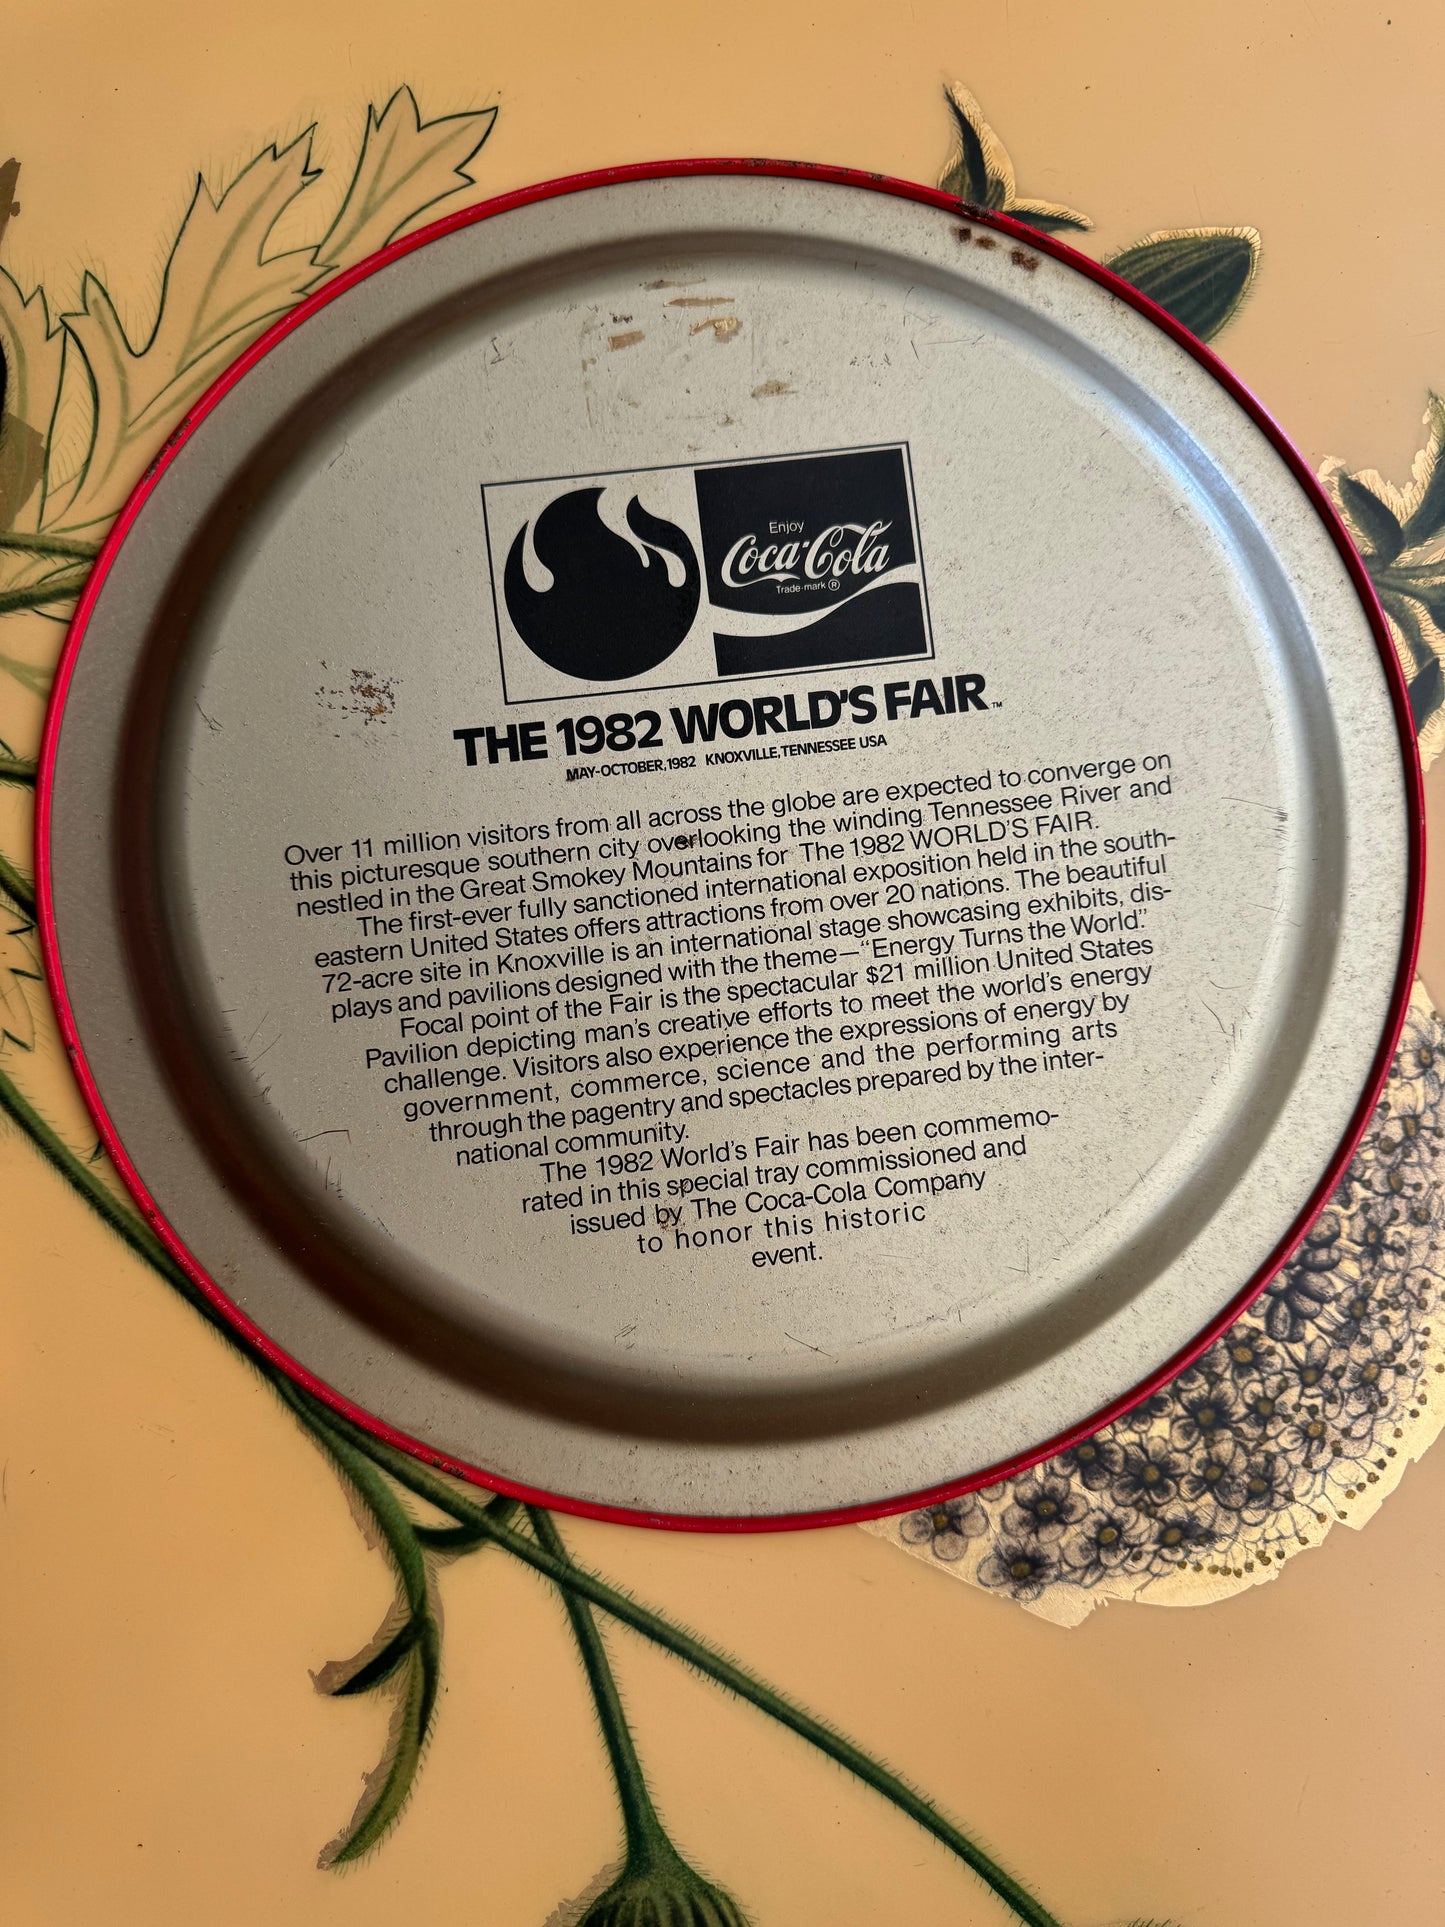 Enjoy
Coca-Cola
Trade-mark ®
THE 1982 WORLD'S FAIR™
MAY-OCTOBER, 1982 KNOXVILLE, TENNESSEE USA
Over 11 million visitors from all across the globe are expected to converge on
this picturesque southern city overlooking the winding Tennessee River and
nestled in the Great Smokey Mountains for The 1982 WORLD'S FAIR.
The first-ever fully sanctioned international exposition held in the south-
eastern United States offers attractions from over 20 nations. The beautiful
72-acre site in Knoxville is an international stage showcasing exhibits, dis-
plays and pavilions designed with the theme—"Energy Turns the World."
Focal point of the Fair is the spectacular $21 million United States
Pavilion depicting man's creative efforts to meet the world's energy
challenge. Visitors also experience the expressions of energy by
government, commerce, science and the performing arts
through the pagentry and spectacles prepared by the inter-
national community.
The 1982 World's Fair has been commemo-
rated in this special tray commissioned and
issued by The Coca-Cola Company
to honor this historic
event.